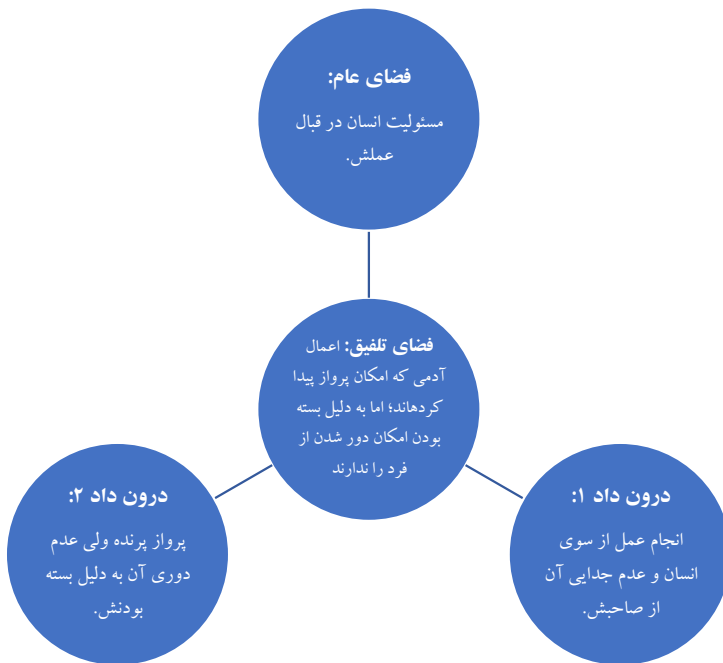 فضای عام:
مسئولیت انسان در قبال
عملش.
فضای تلفیق: اعمال
آدمی که امکان پرواز پیدا
کردهاند؛ اما به دلیل بسته
بودن امکان دور شدن از
فرد را ندارند
درون داد ۱:
انجام عمل از سوی
انسان و عدم جدایی آن
از صاحبش.
درون داد ۲:
پرواز پرنده ولی عدم
دوری آن به دلیل بسته
بودنش.